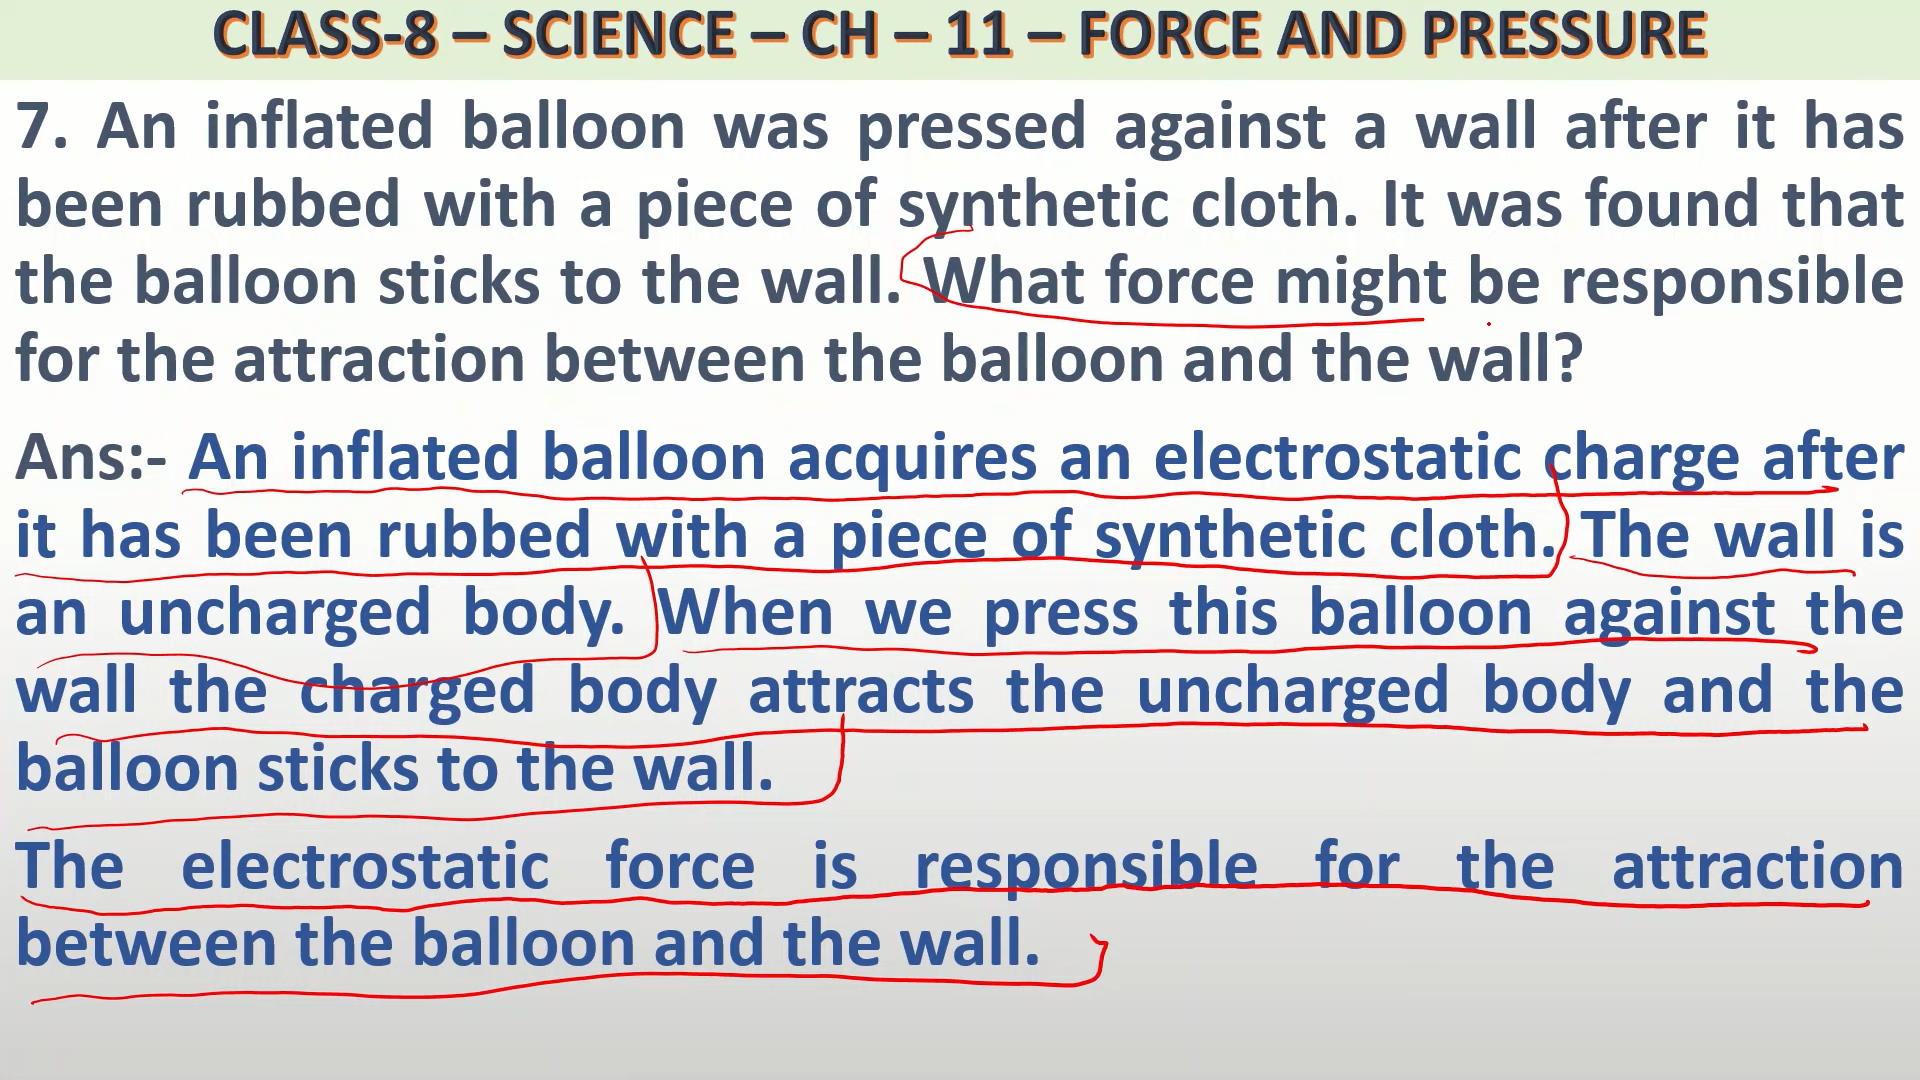 CLASS-8 – SCIENCE – CH – 11 – FORCE AND PRESSURE
7. An inflated balloon was pressed against a wall after it has
been rubbed with a piece of synthetic cloth. It was found that
the balloon sticks to the wall. What force might be responsible
for the attraction between the balloon and the wall?
Ans:- An inflated balloon acquires an electrostatic charge after
it has been rubbed with a piece of synthetic cloth. The wall is
an uncharged body. When we press this balloon against the
wall the charged body attracts the uncharged body and the
balloon sticks to the wall.
The electrostatic force is responsible for the attraction
between the balloon and the wall.